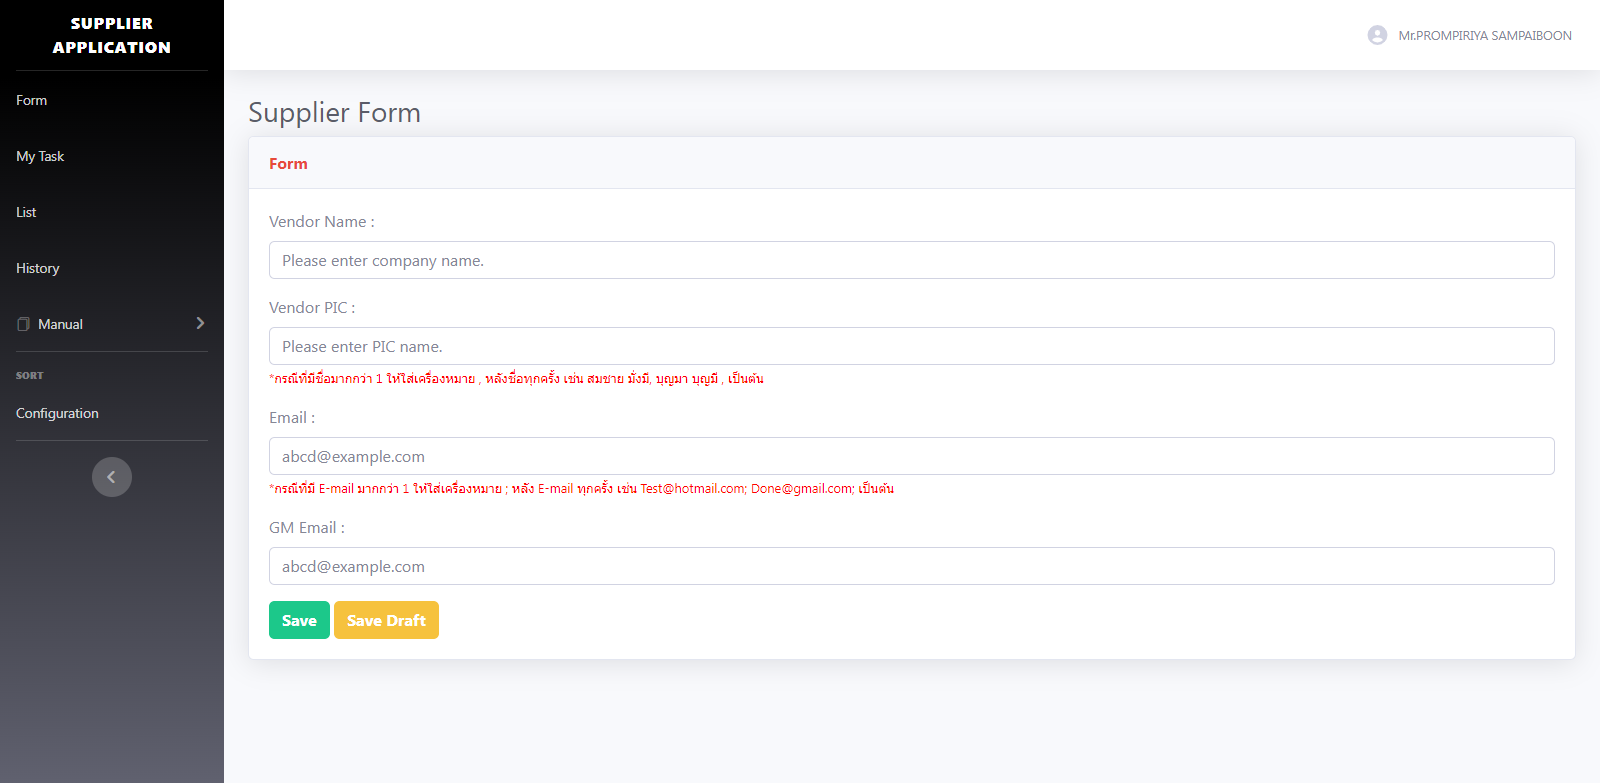 SUPPLIER
APPLICATION
Mr.PROMPIRIYA SAMPAIBOON
Form
My Task
List
History
Manual
SORT
Configuration
Supplier Form
Form
Vendor Name :
Please enter company name.
Vendor PIC :
Please enter PIC name.
*กรณีที่มีชื่อมากกว่า 1 ให้ใส่เครื่องหมาย , หลังชื่อทุกครั้ง เช่น สมชาย มั่งมี, บุญมา บุญมี , เป็นต้น
Email :
abcd@example.com
*กรณีที่มี E-mail มากกว่า 1 ให้ใส่เครื่องหมาย ; หลัง E-mail ทุกครั้ง เช่น Test@hotmail.com; Done@gmail.com; เป็นต้น
GM Email :
abcd@example.com
Save Save Draft